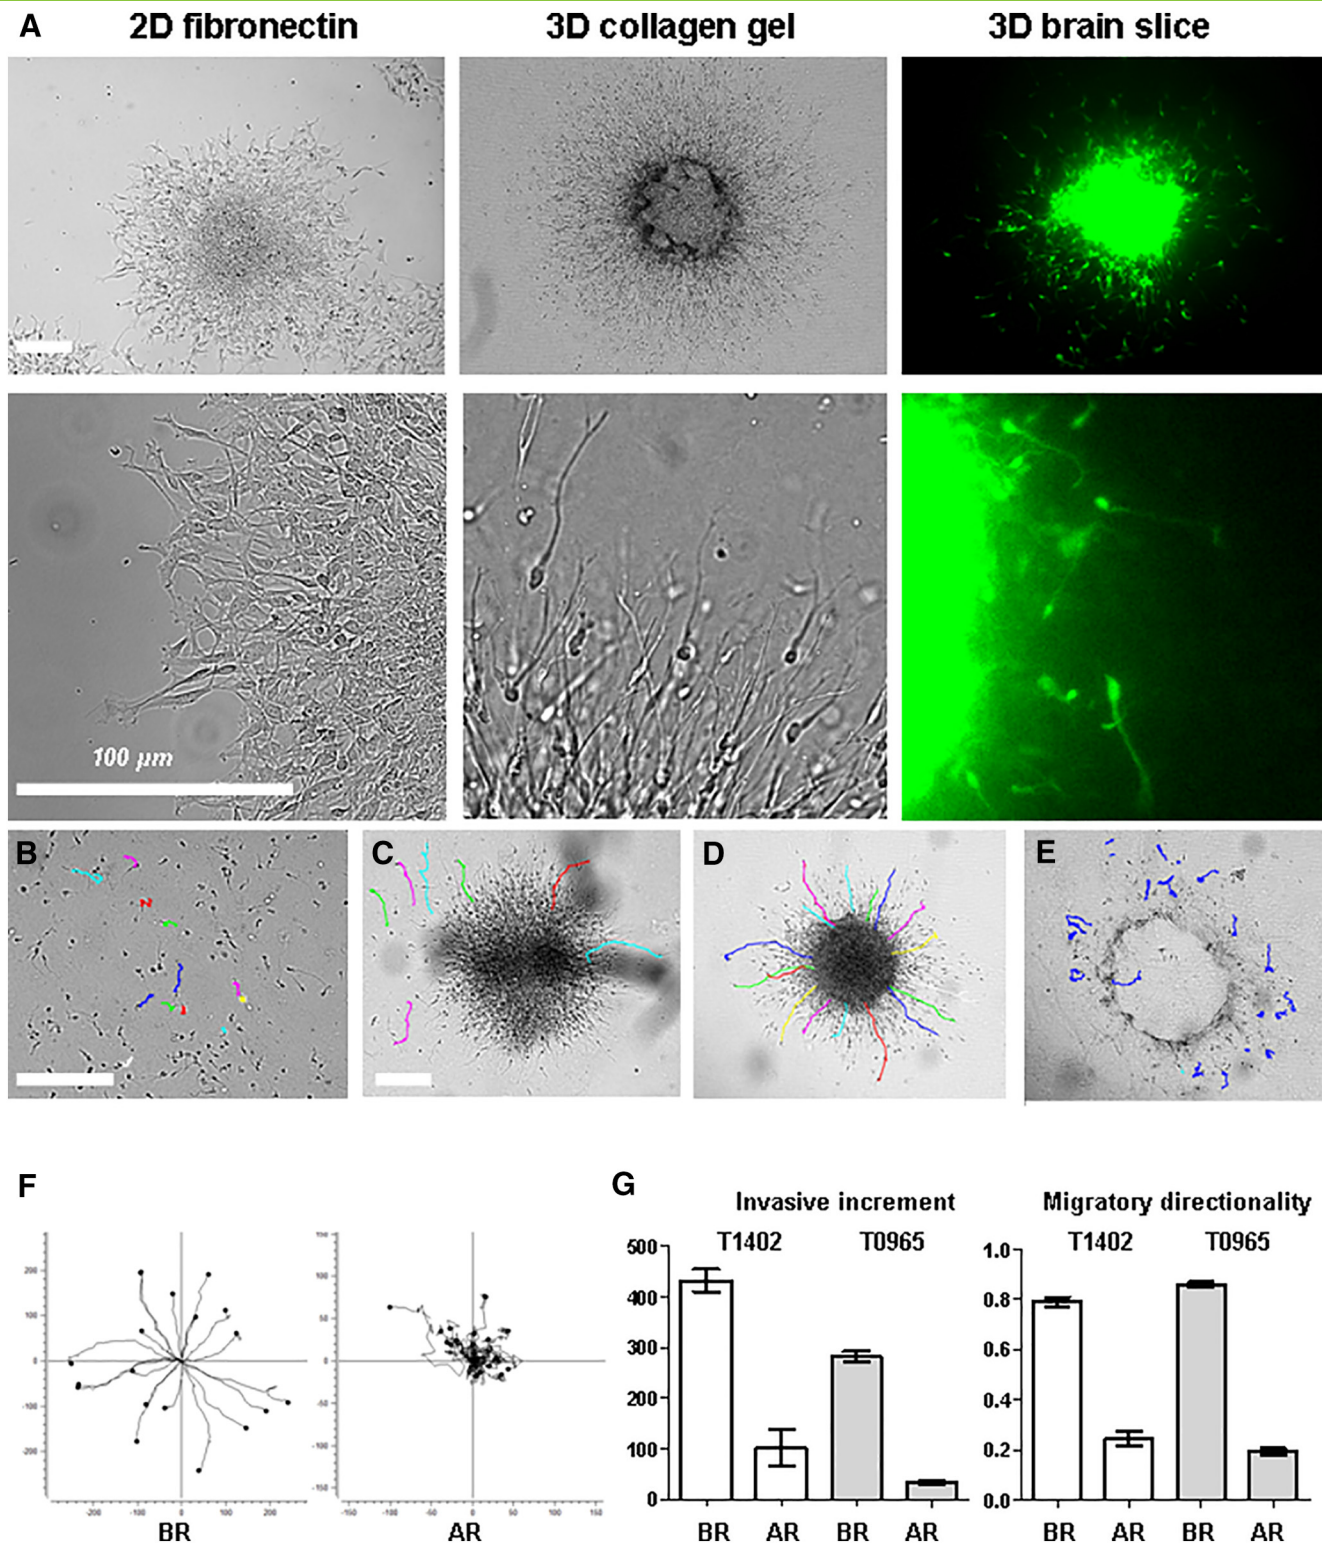 A 2D fibronectin 3D collagen gel 3D brain slice
100 µm
B C D E
F
G
Invasive increment Migratory directionality
T1402 T0965 T1402 T0965
200
100
0
-100
-200
-200 -100 0 100 200
BR
150
100
50
0
-50
-100
-150
-150 -100 -50 0 50 100 150
AR
500
400
300
200
100
0
BR AR BR AR
1.0
0.8
0.6
0.4
0.2
0.0
BR AR BR AR